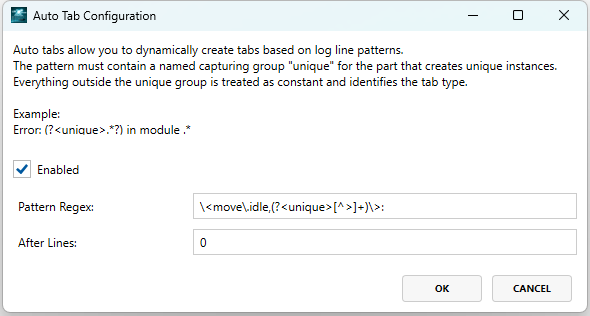 Auto Tab Configuration
Auto tabs allow you to dynamically create tabs based on log line patterns.
The pattern must contain a named capturing group "unique" for the part that creates unique instances.
Everything outside the unique group is treated as constant and identifies the tab type.
Example:
Error: (?<unique>.*?) in module .*
Enabled
Pattern Regex:
\<move\.idle,(?<unique>[^>]+)\>:
After Lines:
0
OK
CANCEL